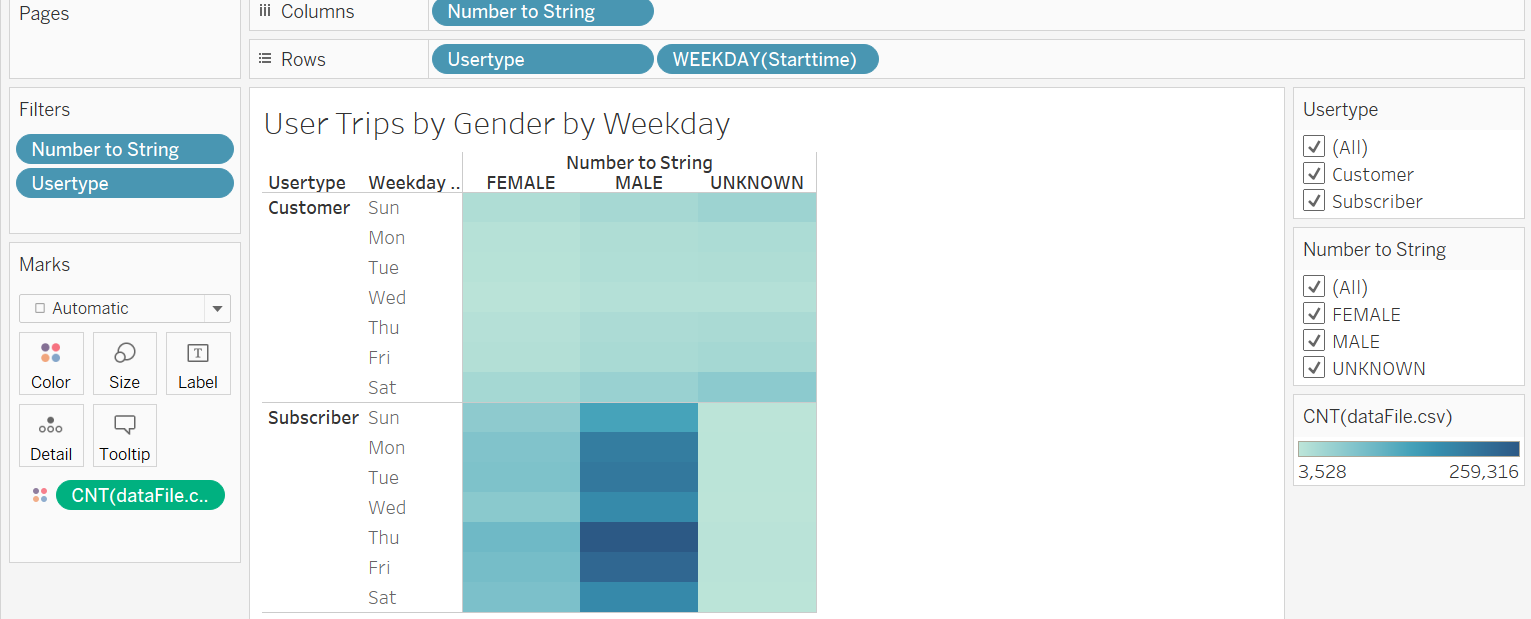 Pages
Columns
Number to String
Rows
Usertype
WEEKDAY(Starttime)
Filters
Number to String
Usertype
Marks
Automatic
Color
Size
Label
Detail
Tooltip
CNT(dataFile.c..
User Trips by Gender by Weekday
Number to String
Usertype Weekday .. FEMALE MALE UNKNOWN
Customer Sun
Mon
Tue
Wed
Thu
Fri
Sat
Subscriber Sun
Mon
Tue
Wed
Thu
Fri
Sat
Usertype
(All)
Customer
Subscriber
Number to String
(All)
FEMALE
MALE
UNKNOWN
CNT(dataFile.csv)
3,528 259,316